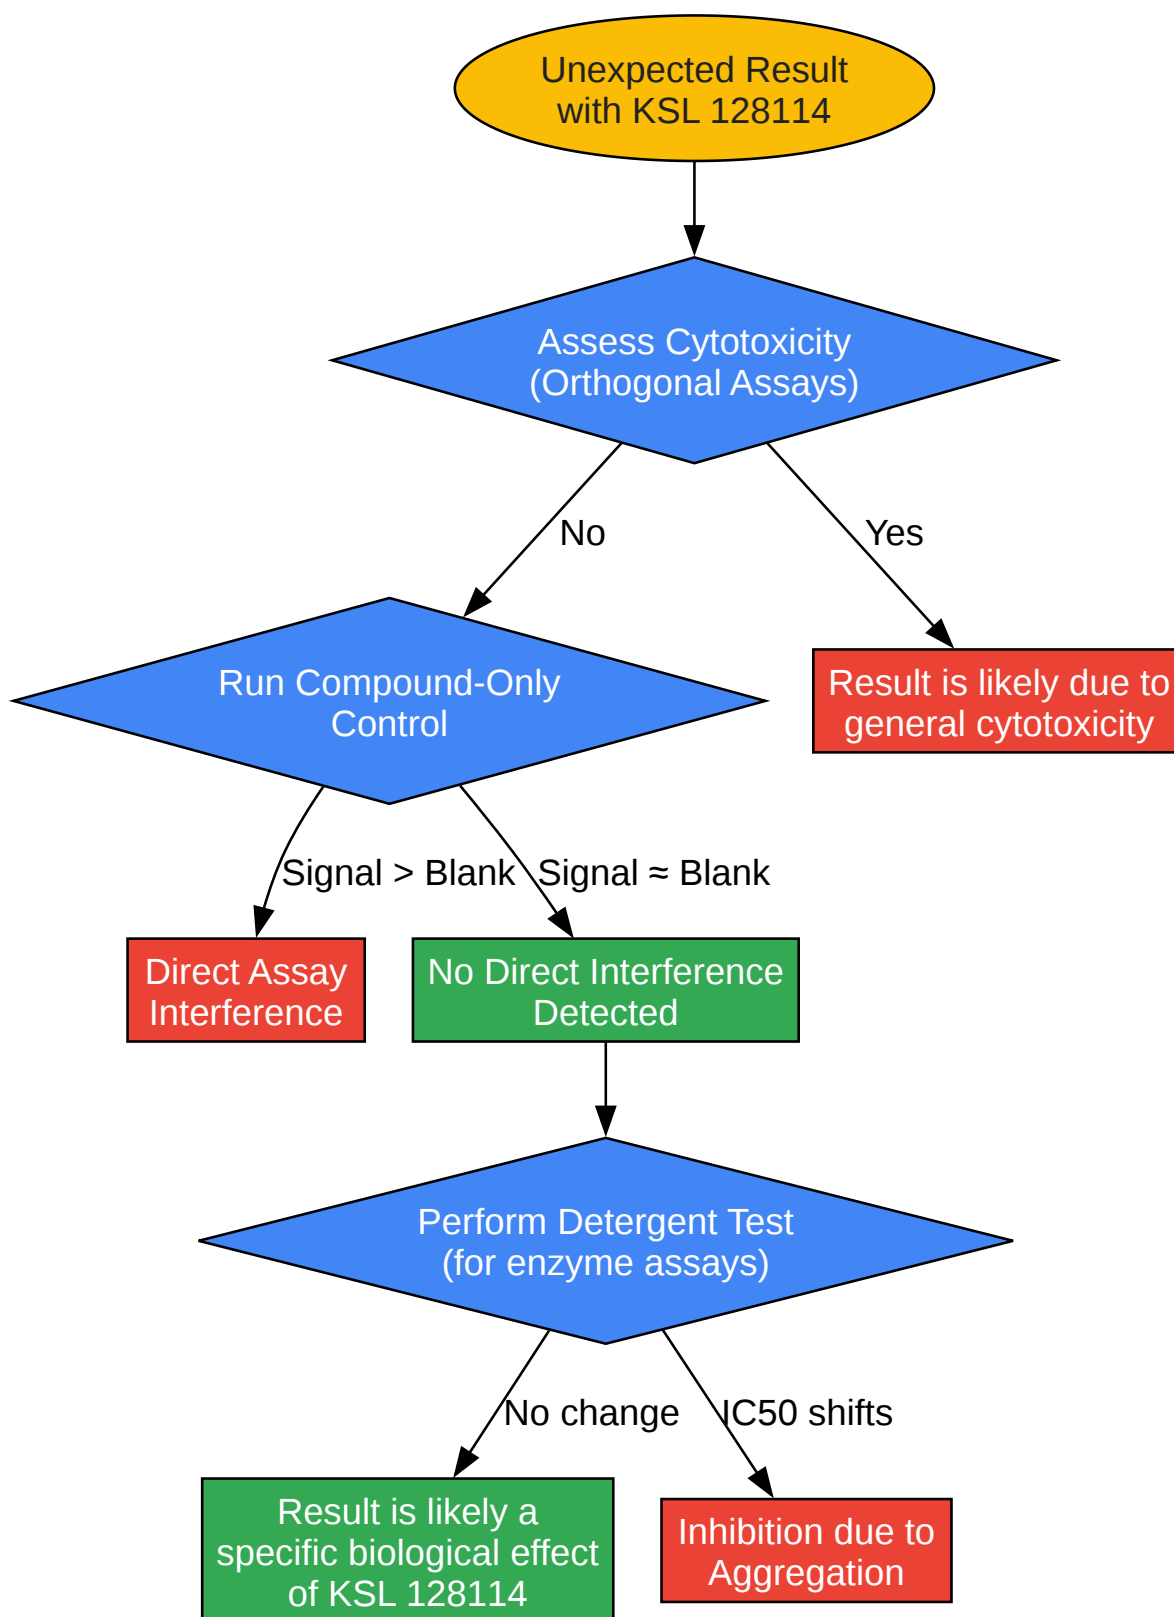 Unexpected Result
with KSL 128114
Assess Cytotoxicity
(Orthogonal Assays)
No
Yes
Run Compound-Only
Control
Result is likely due to
general cytotoxicity
Signal > Blank
Signal ≈ Blank
Direct Assay
Interference
No Direct Interference
Detected
Perform Detergent Test
(for enzyme assays)
No change
IC50 shifts
Result is likely a
specific biological effect
of KSL 128114
Inhibition due to
Aggregation